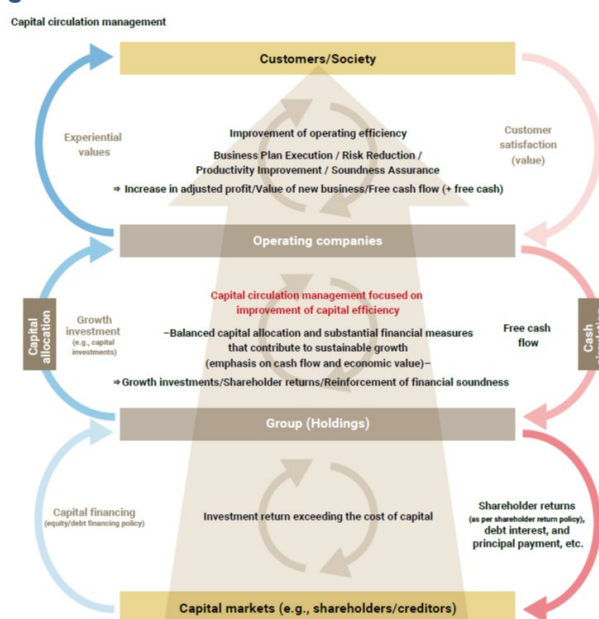 Capital circulation management
Customers/Society
Experiential
values
Improvement of operating efficiency
Business Plan Execution / Risk Reduction /
Productivity Improvement / Soundness Assurance
⇒ Increase in adjusted profit/Value of new business/Free cash flow (+ free cash)
Customer
satisfaction
(value)
Operating companies
Capital
allocation
Growth
investment
(e.g., capital
investments)
Capital circulation management focused on
improvement of capital efficiency
−Balanced capital allocation and substantial financial measures
that contribute to sustainable growth
(emphasis on cash flow and economic value)−
⇒Growth investments/Shareholder returns/Reinforcement of financial soundness
Free cash
flow
Cash
Group (Holdings)
Capital financing
(equity/debt financing policy)
Investment return exceeding the cost of capital
Shareholder returns
(as per shareholder return policy),
debt interest, and
principal payment, etc.
Capital markets (e.g., shareholders/creditors)